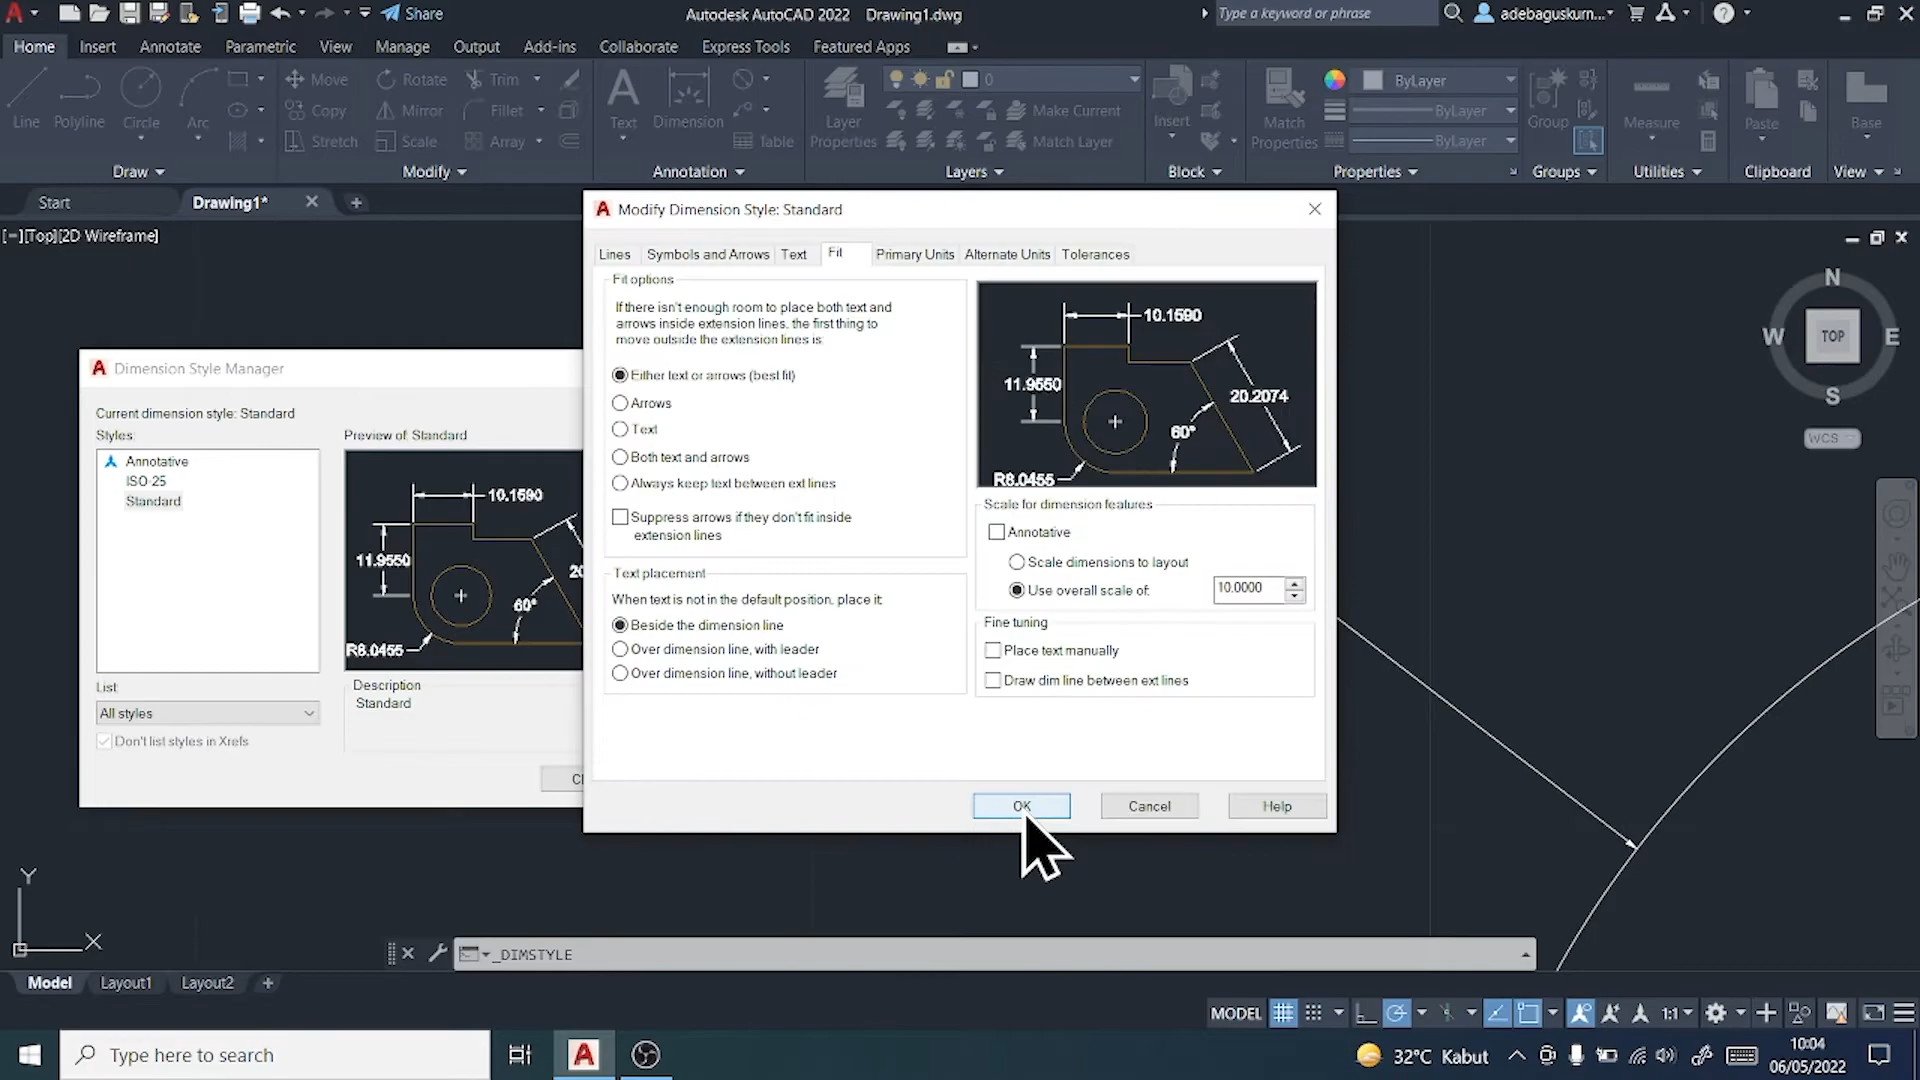 Share
Autodesk AutoCAD 2022 Drawing1.dwg
Type a keyword or phrase
adebaguskurn...
Home Insert Annotate Parametric View Manage Output Add-ins Collaborate Express Tools Featured Apps
Line Polyline Circle Arc
Move Rotate Trim
Copy Mirror Fillet
Stretch Scale Array
Text Dimension Table
Layer Properties
0
Make Current
Match Layer
Insert
Match Properties
ByLayer
ByLayer
ByLayer
Group Measure Paste Base
Draw Modify Annotation Layers Block Properties Groups Utilities Clipboard View
Start Drawing1*
[−][Top][2D Wireframe]
N
W TOP E
S
WCS
Dimension Style Manager
Current dimension style: Standard
Styles:
Annotative
ISO-25
Standard
Preview of: Standard
10.1590
11.9550
20
60°
R8.0455
List:
All styles
Don't list styles in Xrefs
Description
Standard
Cl
Modify Dimension Style: Standard
Lines Symbols and Arrows Text Fit Primary Units Alternate Units Tolerances
Fit options
If there isn't enough room to place both text and
arrows inside extension lines, the first thing to
move outside the extension lines is:
Either text or arrows (best fit)
Arrows
Text
Both text and arrows
Always keep text between ext lines
Suppress arrows if they don't fit inside
extension lines
Text placement
When text is not in the default position, place it:
Beside the dimension line
Over dimension line, with leader
Over dimension line, without leader
10.1590
11.9550
20.2074
60°
R8.0455
Scale for dimension features
Annotative
Scale dimensions to layout
Use overall scale of: 10.0000
Fine tuning
Place text manually
Draw dim line between ext lines
OK Cancel Help
Y
X
_DIMSTYLE
Model Layout1 Layout2
MODEL 1:1
Type here to search
32°C Kabut
10:04
06/05/2022